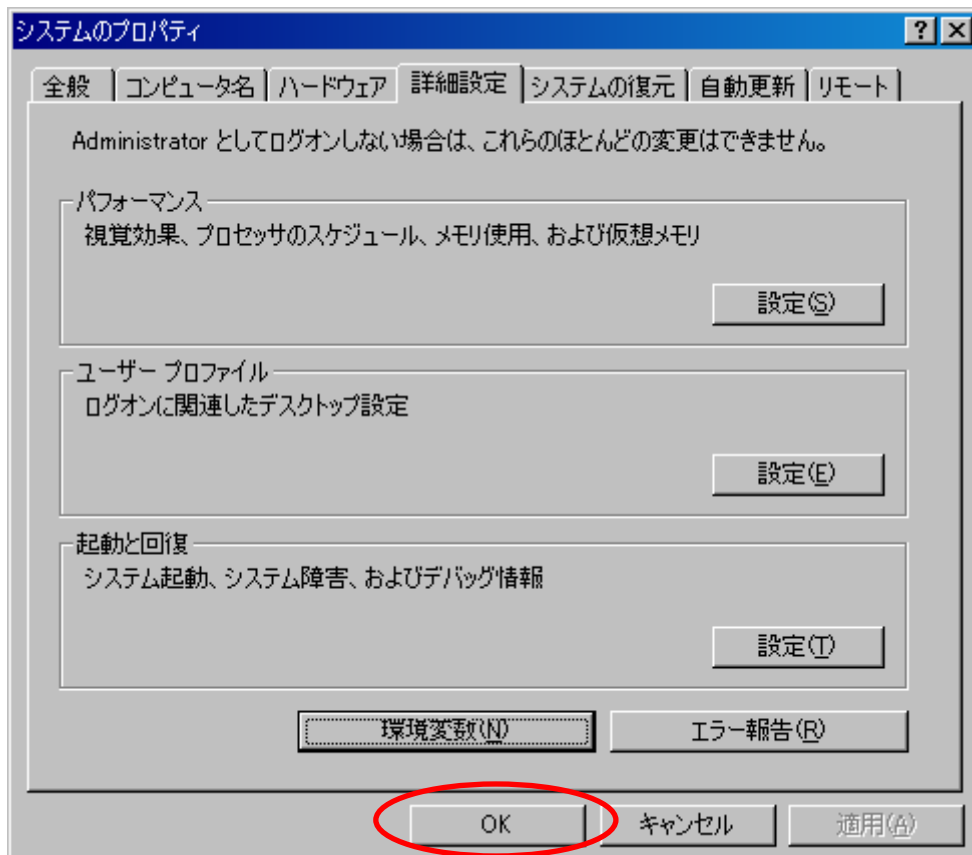 システムのプロパティ
全般 コンピュータ名 ハードウェア 詳細設定 システムの復元 自動更新 リモート
Administrator としてログオンしない場合は、これらのほとんどの変更はできません。
パフォーマンス
視覚効果、プロセッサのスケジュール、メモリ使用、および仮想メモリ
設定(S)
ユーザー プロファイル
ログオンに関連したデスクトップ設定
設定(E)
起動と回復
システム起動、システム障害、およびデバッグ情報
設定(T)
環境変数(N) エラー報告(R)
OK キャンセル 適用(A)